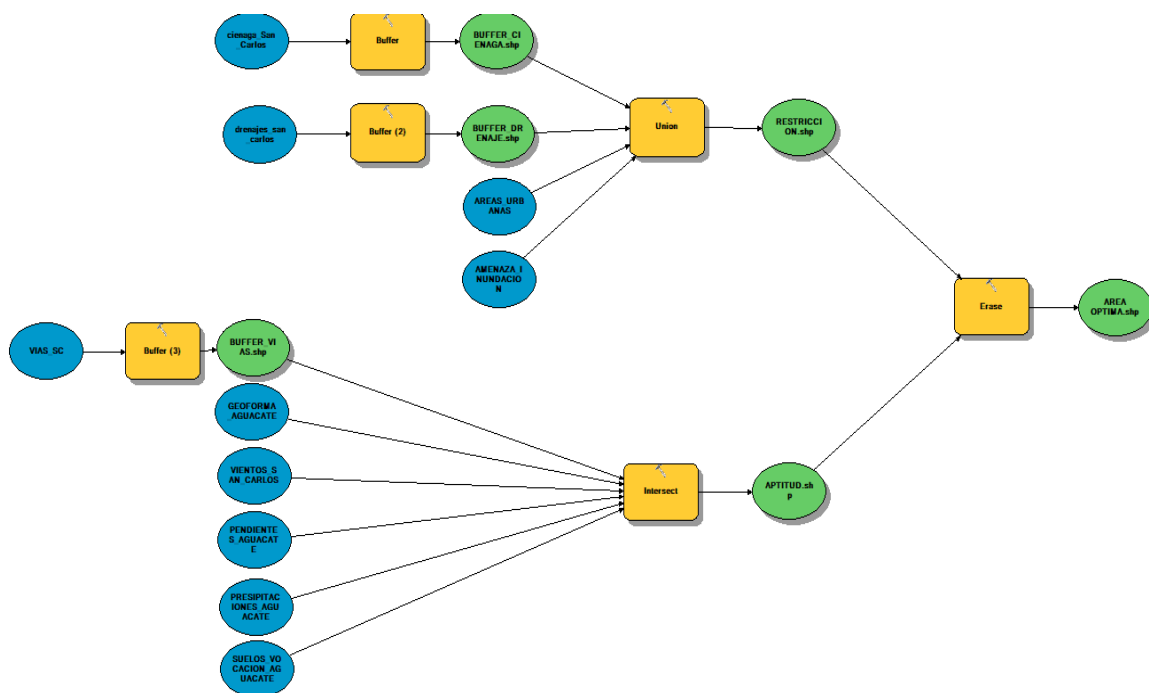 cienaga_San
_Carlos
Buffer
BUFFER_CI
ENAGA.shp
drenajes_san
_carlos
Buffer (2)
BUFFER_DR
ENAJE.shp
Union
RESTRICCI
ON.shp
AREAS_URB
ANAS
AMENAZA_I
NUNDACIO
N
Erase
AREA
OPTIMA.shp
VIAS_SC
Buffer (3)
BUFFER_VI
AS.shp
GEOFORMA
_AGUACATE
VIENTOS_S
AN_CARLOS
Intersect
APTITUD.sh
p
PENDIENTE
S_AGUACAT
E
PRESIPITAC
IONES_AGU
ACATE
SUELOS_VO
CACION_AG
UACATE